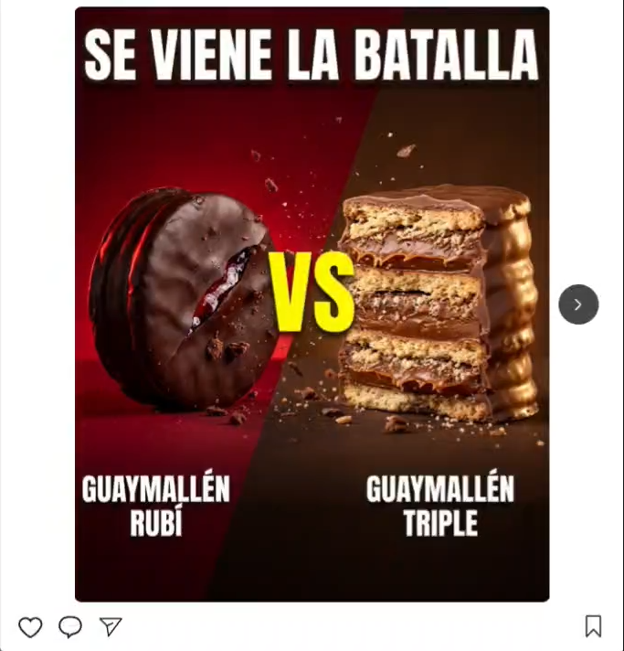 SE VIENE LA BATALLA
VS
GUAYMALLÉN
RUBÍ
GUAYMALLÉN
TRIPLE